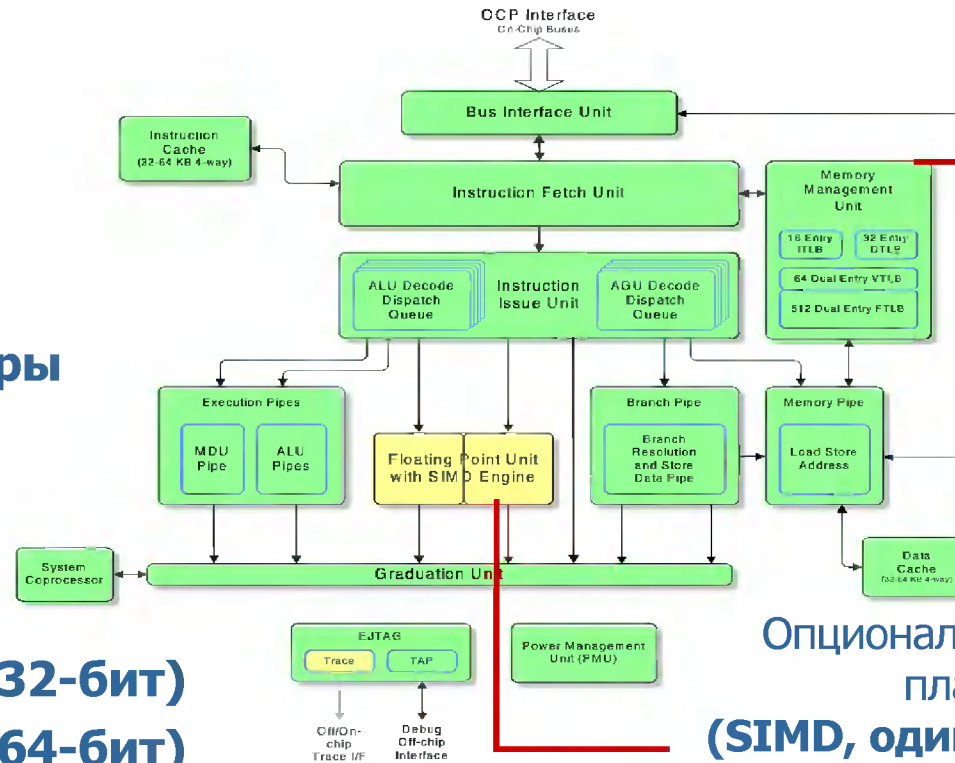 OCP Interface
On-Chip Buses
Bus Interface Unit
Instruction
Cache
(32-64 KB 4-way)
Instruction Fetch Unit
Memory
Management
Unit
16 Entry
ITLB
32 Entry
DTLB
64 Dual Entry VTLB
512 Dual Entry FTLB
ALU Decode
Dispatch
Queue
Instruction
Issue Unit
AGU Decode
Dispatch
Queue
ры
Execution Pipes
MDU
Pipe
ALU
Pipes
Floating Point Unit
with SIMD Engine
Branch Pipe
Branch
Resolution
and Store
Data Pipe
Memory Pipe
Load Store
Address
System
Coprocessor
Graduation Unit
Data
Cache
(32-64 KB 4-way)
EJTAG
Trace
TAP
Power Management
Unit (PMU)
Off/On-
chip
Trace I/F
Debug
Off-chip
Interface
32-бит)
64-бит)
Опционал
пла
(SIMD, один